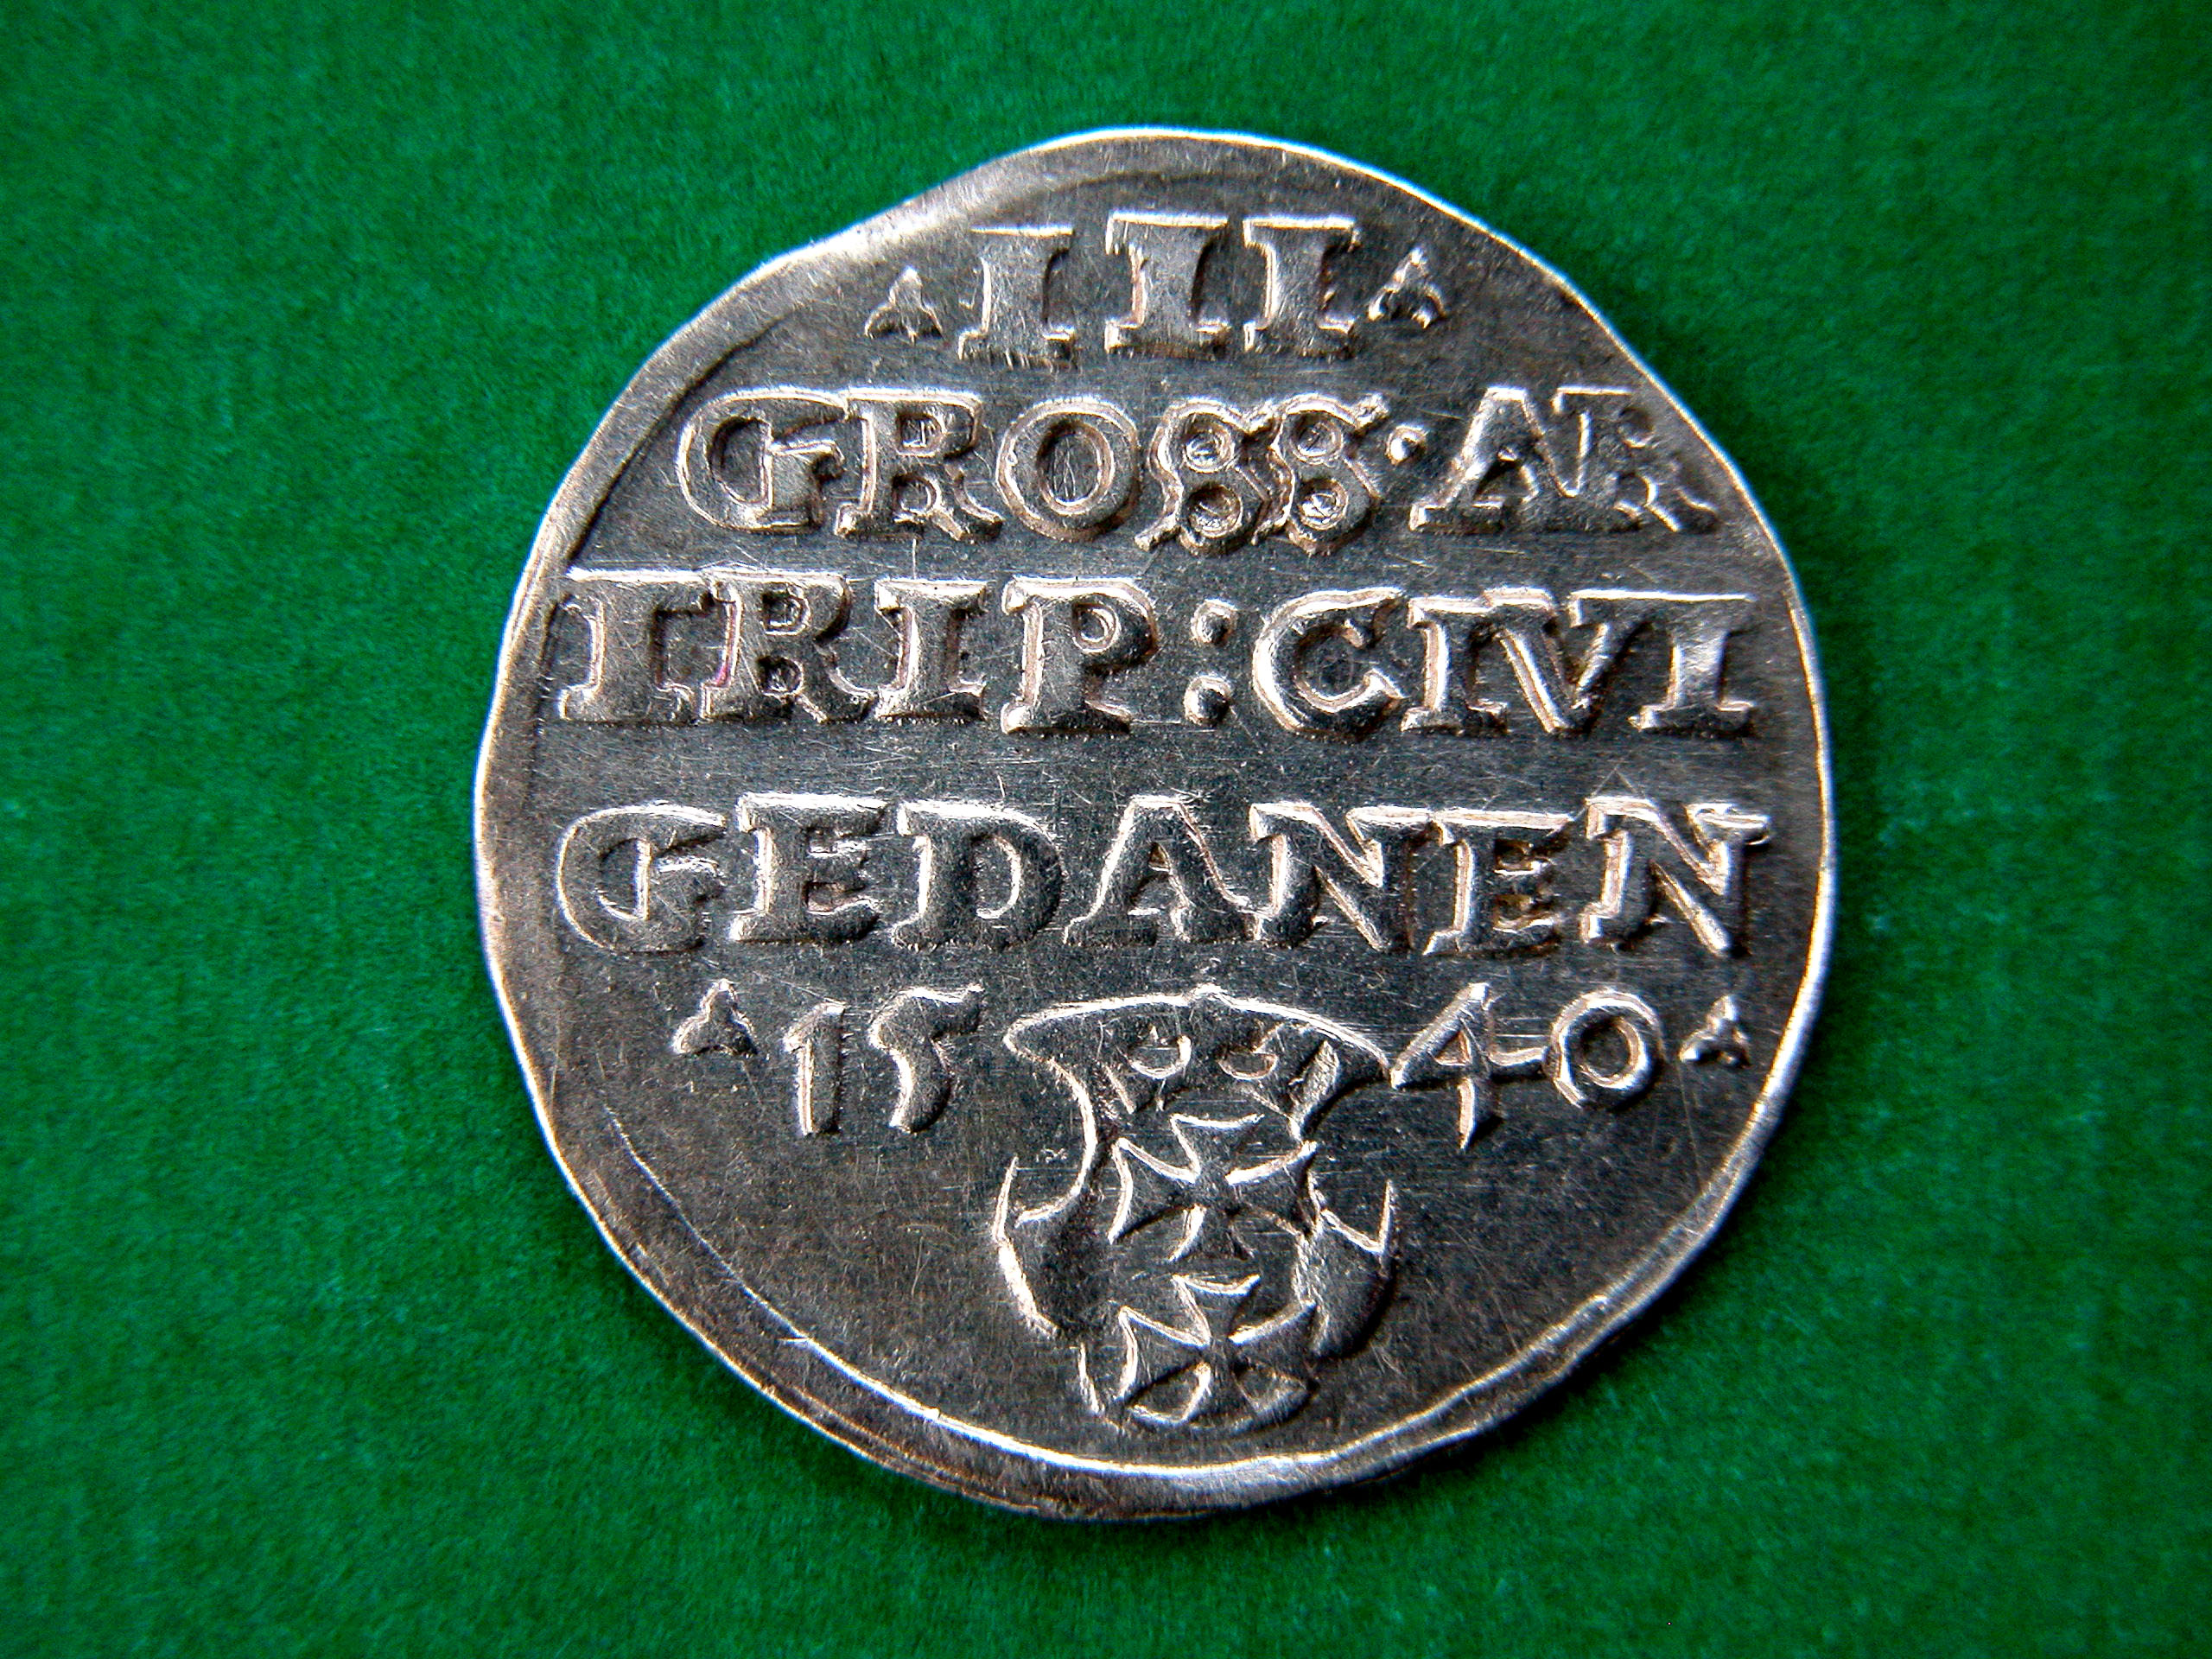 III
GROSS·AR
TRIP:CIVI
GEDANEN
15 40